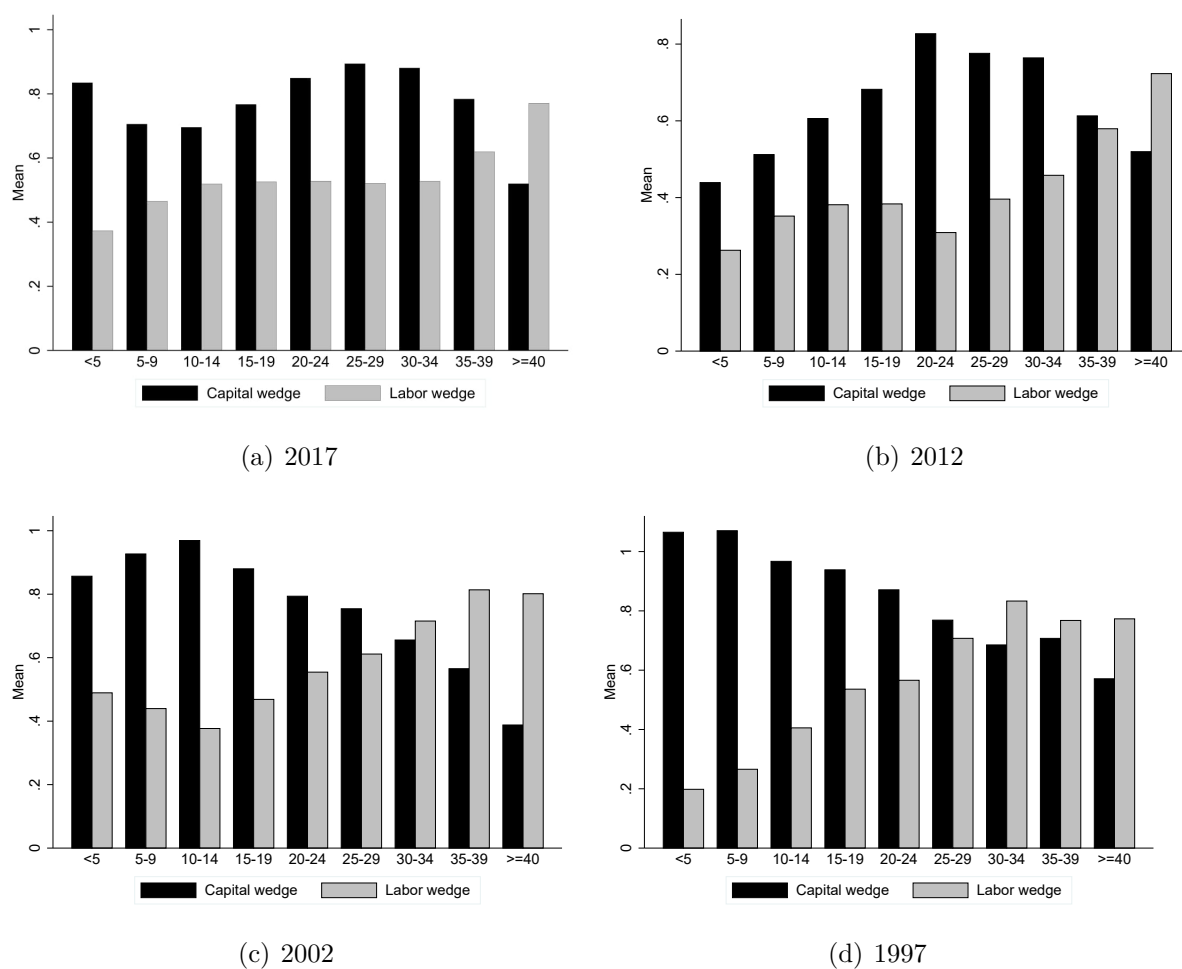 1
.8
.6
.4
.2
0
Mean
<5 5-9 10-14 15-19 20-24 25-29 30-34 35-39 >=40
Capital wedge Labor wedge
(a) 2017
.8
.6
.4
.2
0
Mean
<5 5-9 10-14 15-19 20-24 25-29 30-34 35-39 >=40
Capital wedge Labor wedge
(b) 2012
1
.8
.6
.4
.2
0
Mean
<5 5-9 10-14 15-19 20-24 25-29 30-34 35-39 >=40
Capital wedge Labor wedge
(c) 2002
1
.8
.6
.4
.2
0
Mean
<5 5-9 10-14 15-19 20-24 25-29 30-34 35-39 >=40
Capital wedge Labor wedge
(d) 1997